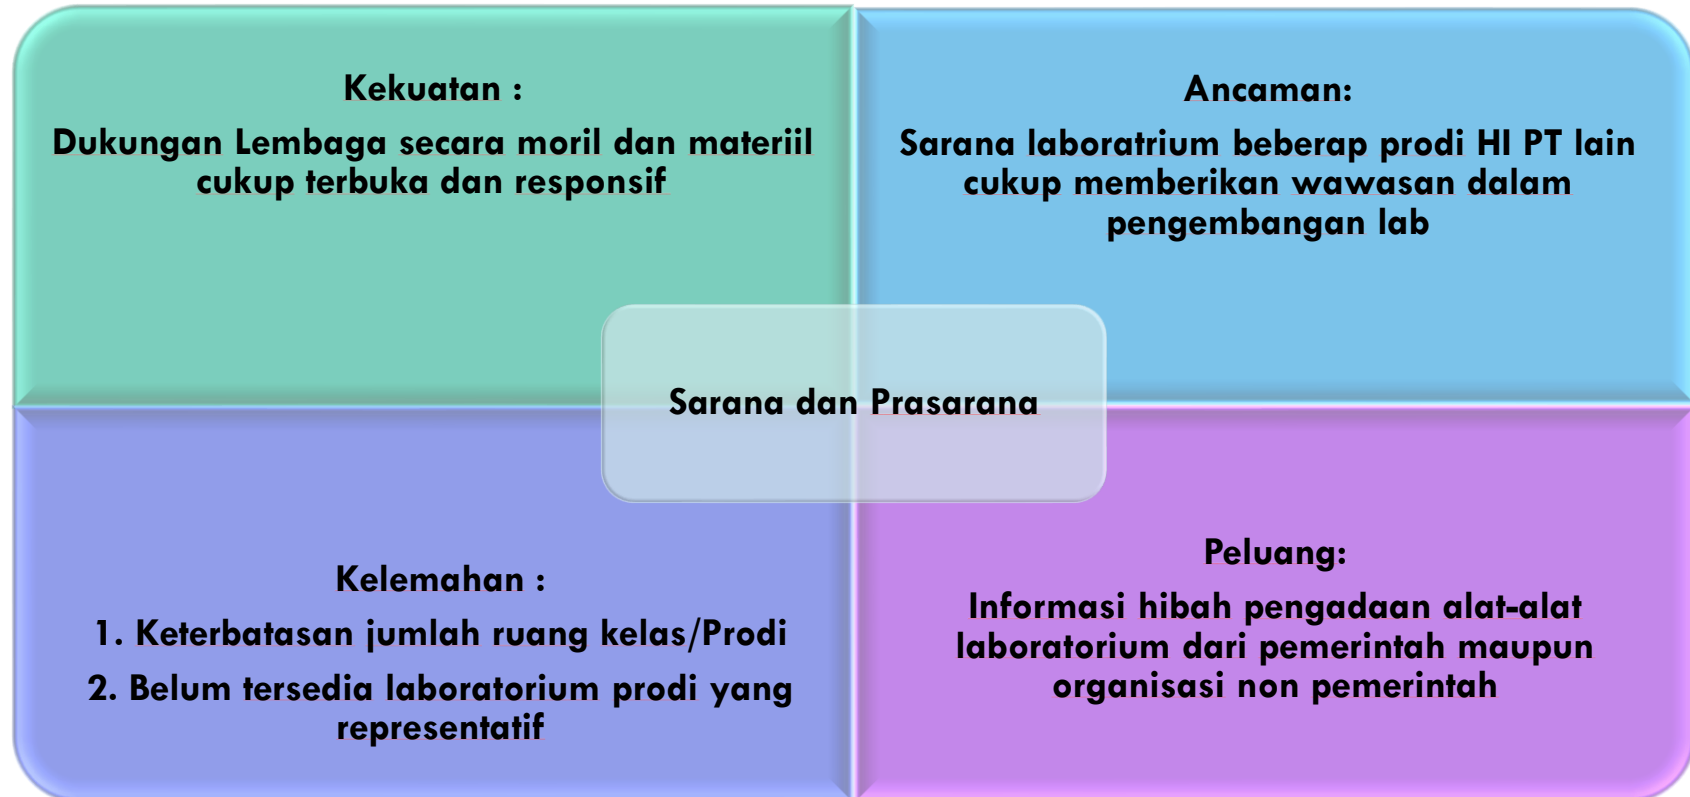 Kekuatan :
Dukungan Lembaga secara moril dan materiil
cukup terbuka dan responsif
Ancaman:
Sarana laboratrium beberap prodi HI PT lain
cukup memberikan wawasan dalam
pengembangan lab
Sarana dan Prasarana
Kelemahan :
1. Keterbatasan jumlah ruang kelas/Prodi
2. Belum tersedia laboratorium prodi yang
representatif
Peluang:
Informasi hibah pengadaan alat-alat
laboratorium dari pemerintah maupun
organisasi non pemerintah